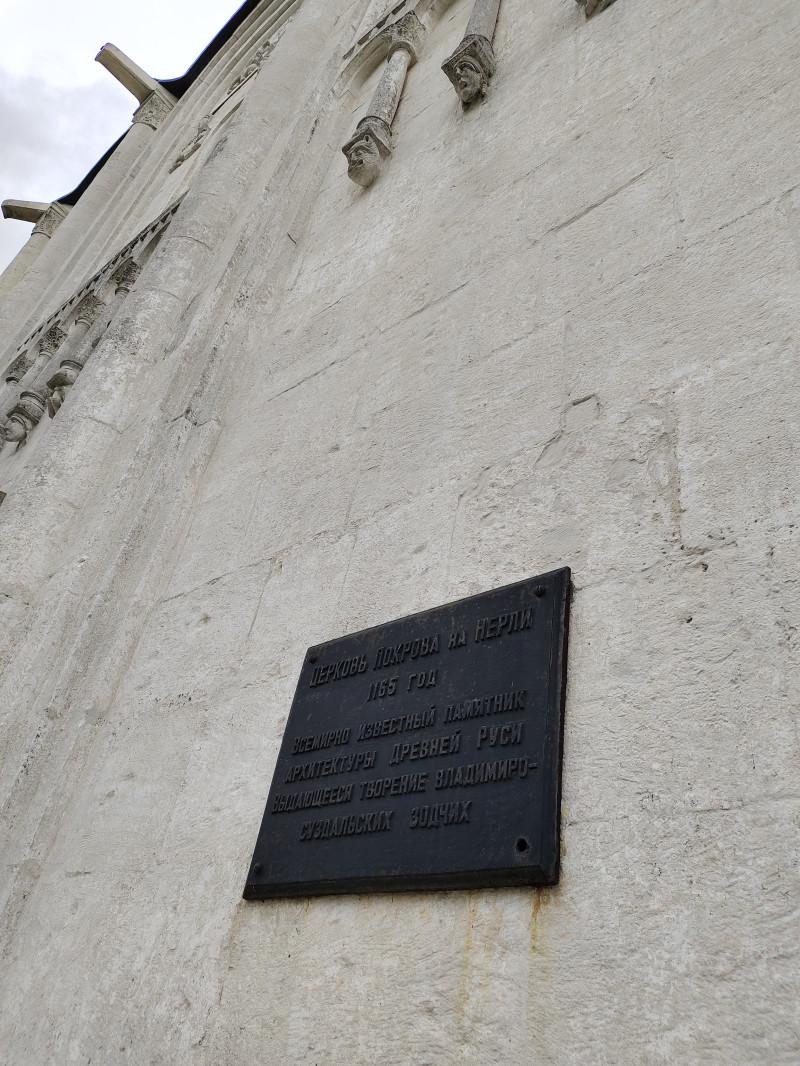 Церковь Покрова на Нерли
1165 год
Всемирно известный памятник
архитектуры Древней Руси
Выдающееся творение Владимиро-
Суздальских зодчих